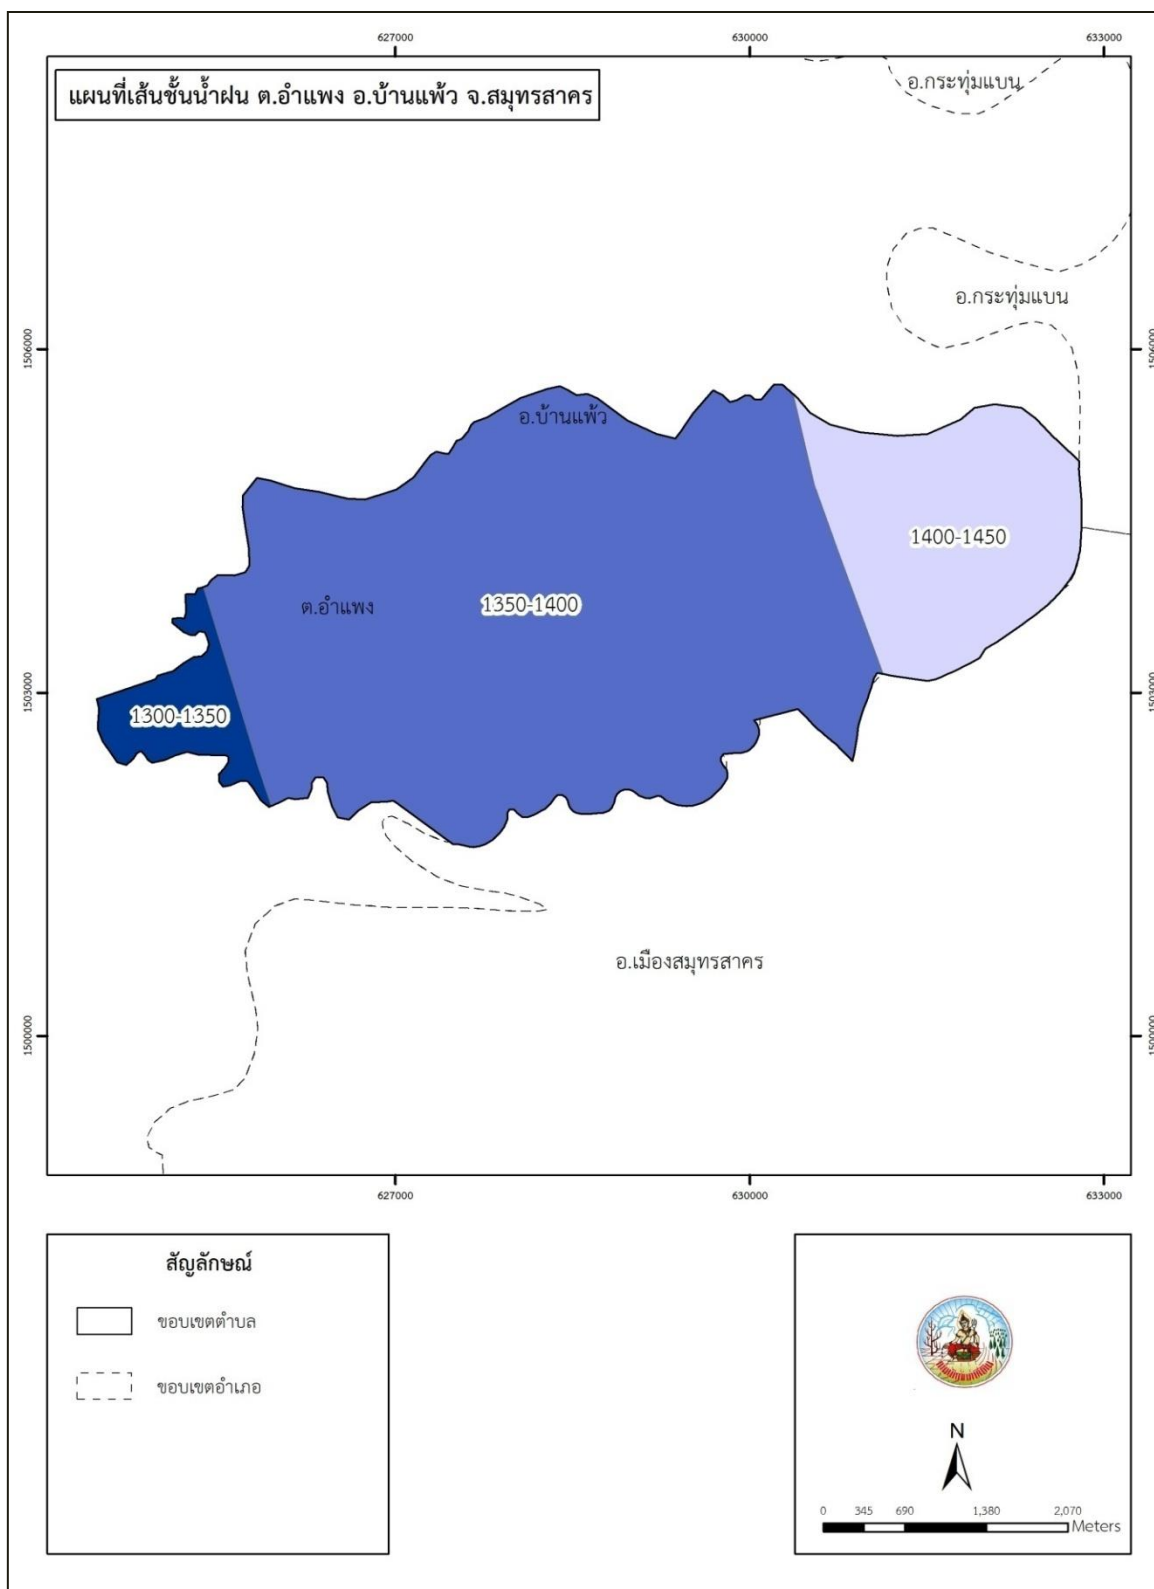 627000
630000
633000
แผนที่เส้นชั้นน้ำฝน ต.อำแพง อ.บ้านแพ้ว จ.สมุทรสาคร
อ.กระทุ่มแบน
อ.กระทุ่มแบน
1506000
1506000
อ.บ้านแพ้ว
1400-1450
ต.อำแพง
1350-1400
1503000
1503000
1300-1350
อ.เมืองสมุทรสาคร
1500000
1500000
627000
630000
633000
สัญลักษณ์
ขอบเขตตำบล
ขอบเขตอำเภอ
N
0 345 690 1,380 2,070
Meters